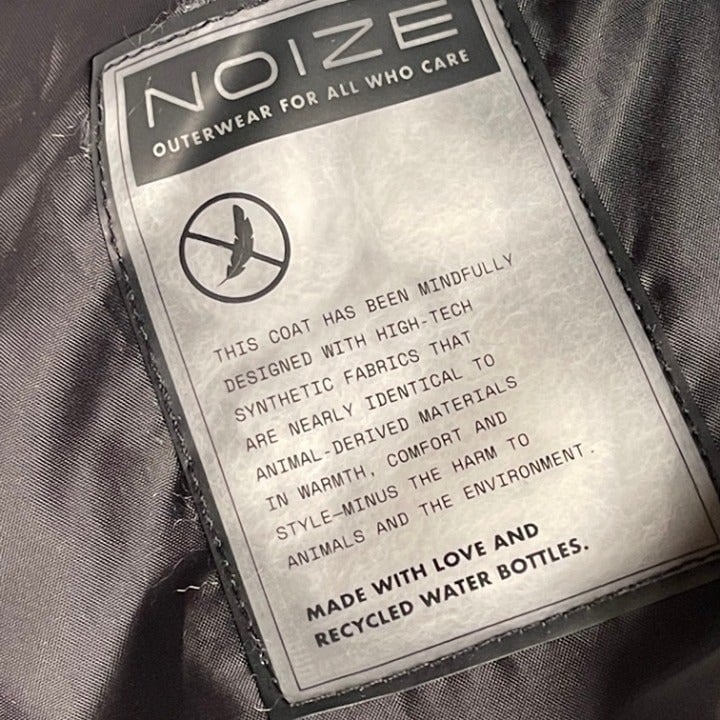 NOIZE
OUTERWEAR FOR ALL WHO CARE
THIS COAT HAS BEEN MINDFULLY
DESIGNED WITH HIGH-TECH
SYNTHETIC FABRICS THAT
ARE NEARLY IDENTICAL TO
ANIMAL-DERIVED MATERIALS
IN WARMTH, COMFORT AND
STYLE—MINUS THE HARM TO
ANIMALS AND THE ENVIRONMENT.
MADE WITH LOVE AND
RECYCLED WATER BOTTLES.